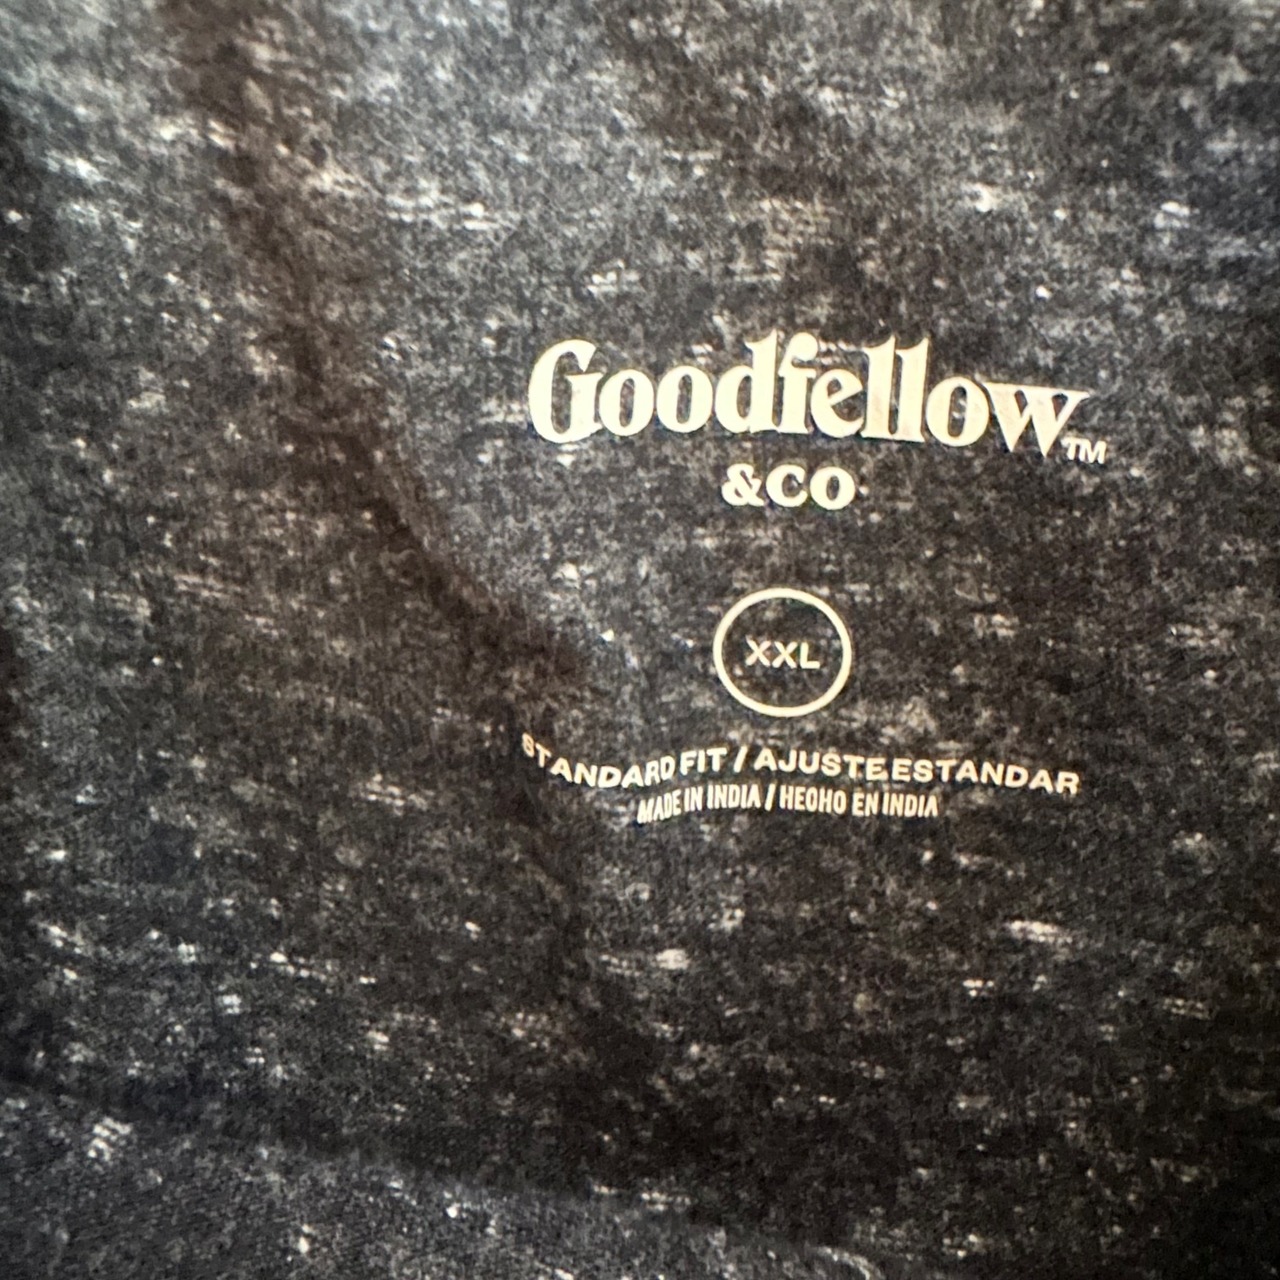 Goodfellow™
&CO
XXL
STANDARD FIT / AJUSTE ESTANDAR
MADE IN INDIA / HECHO EN INDIA